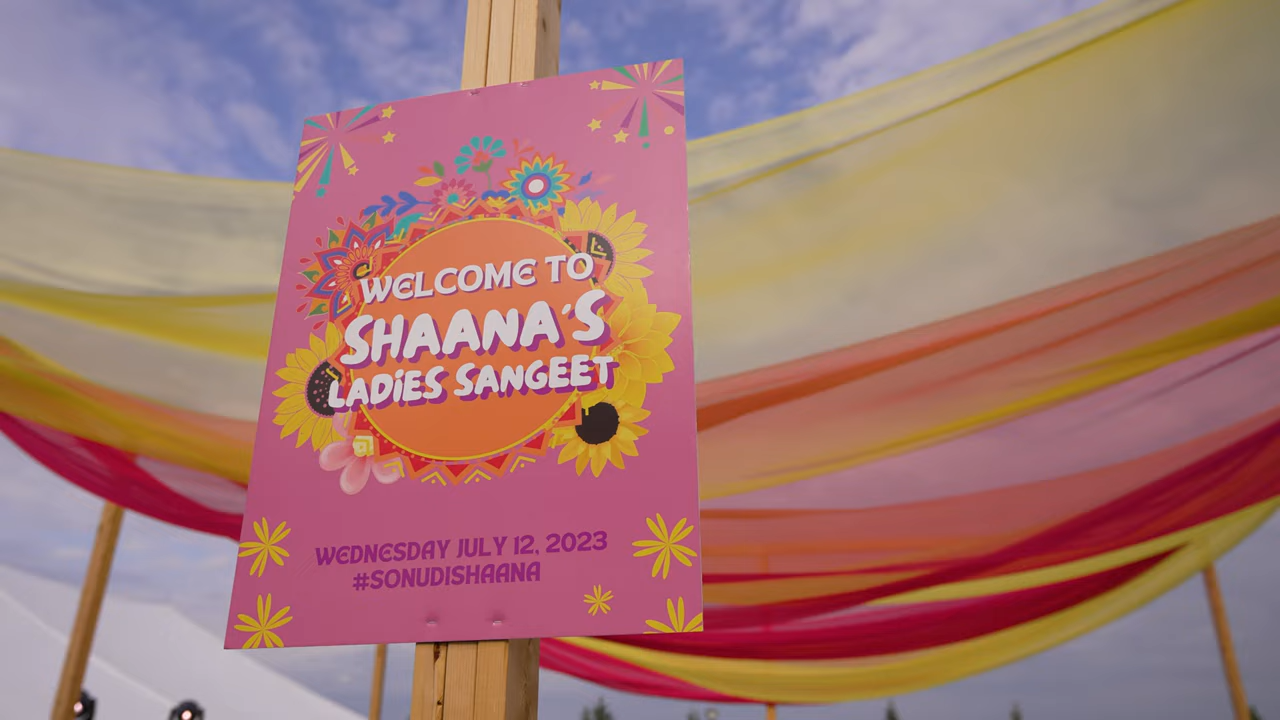 WELCOME TO
SHAANA'S
LADIES SANGEET
WEDNESDAY JULY 12, 2023
#SONUDISHAANA